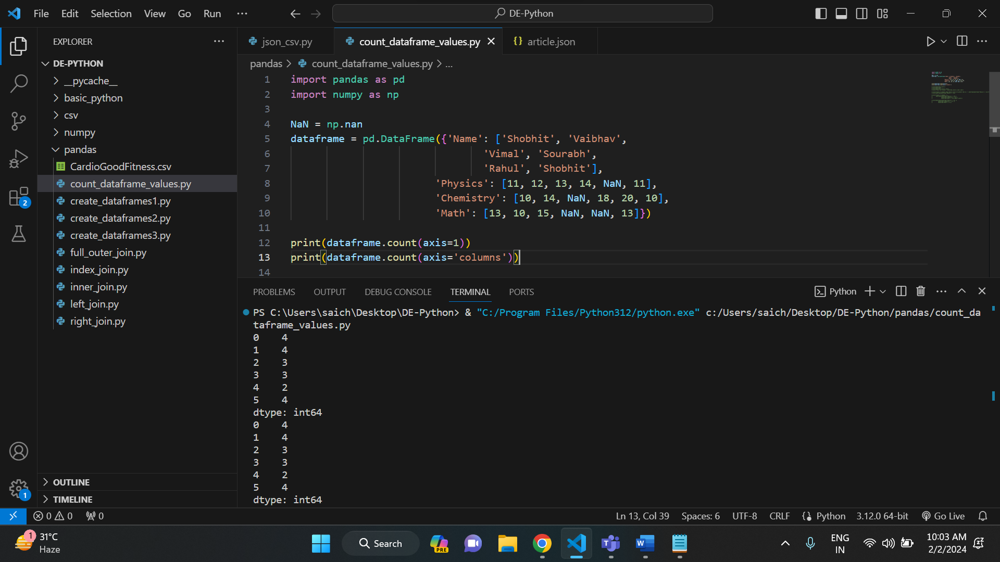 File Edit Selection View Go Run ···
DE-Python
EXPLORER ···
DE-PYTHON
__pycache__
basic_python
csv
numpy
pandas
CardioGoodFitness.csv
count_dataframe_values.py
create_dataframes1.py
create_dataframes2.py
create_dataframes3.py
full_outer_join.py
index_join.py
inner_join.py
left_join.py
right_join.py
OUTLINE
TIMELINE
2
1
json_csv.py count_dataframe_values.py {} article.json
pandas > count_dataframe_values.py > ...
1 import pandas as pd
2 import numpy as np
3
4 NaN = np.nan
5 dataframe = pd.DataFrame({'Name': ['Shobhit', 'Vaibhav',
6 'Vimal', 'Sourabh',
7 'Rahul', 'Shobhit'],
8 'Physics': [11, 12, 13, 14, NaN, 11],
9 'Chemistry': [10, 14, NaN, 18, 20, 10],
10 'Math': [13, 10, 15, NaN, NaN, 13]})
11
12 print(dataframe.count(axis=1))
13 print(dataframe.count(axis='columns'))
14
PROBLEMS OUTPUT DEBUG CONSOLE TERMINAL PORTS Python
PS C:\Users\saich\Desktop\DE-Python> & "C:/Program Files/Python312/python.exe" c:/Users/saich/Desktop/DE-Python/pandas/count_da
taframe_values.py
0 4
1 4
2 3
3 3
4 2
5 4
dtype: int64
0 4
1 4
2 3
3 3
4 2
5 4
dtype: int64
0 0 0 Ln 13, Col 39 Spaces: 6 UTF-8 CRLF Python 3.12.0 64-bit Go Live
1 31°C
Haze
Search
PRE
ENG
IN
10:03 AM
2/2/2024